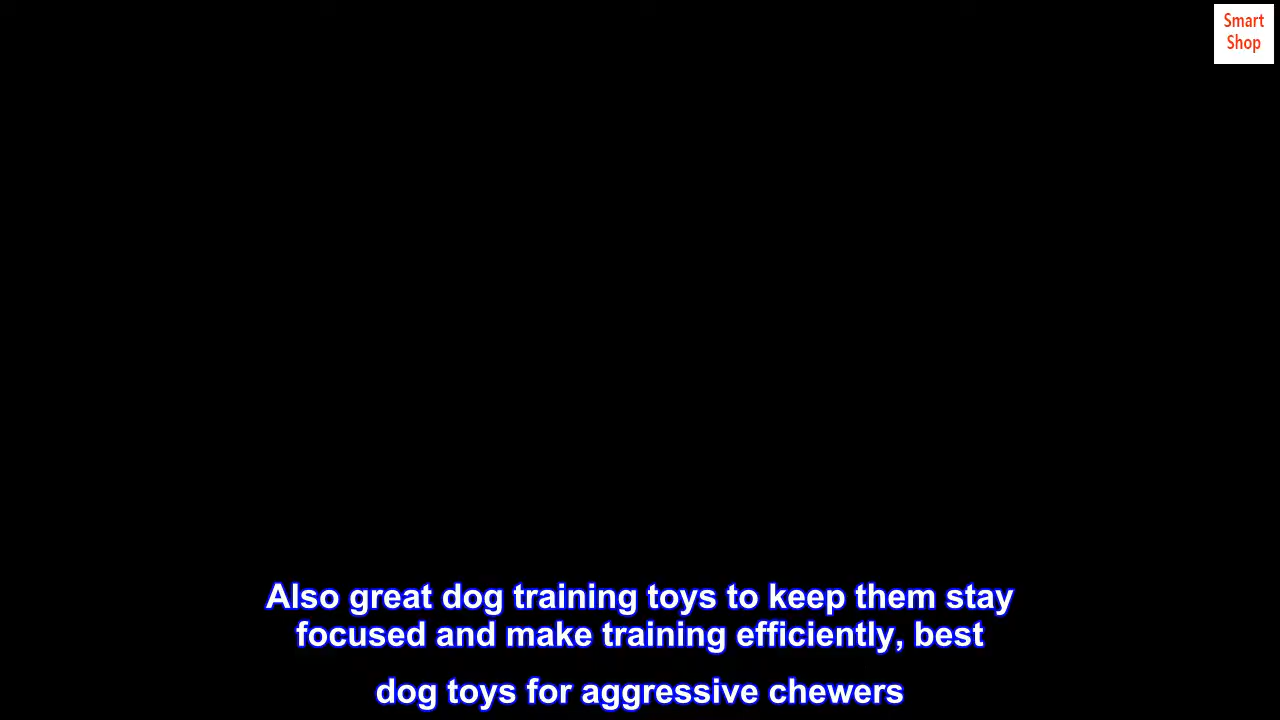 Smart
Shop
Also great dog training toys to keep them stay
focused and make training efficiently, best
dog toys for aggressive chewers